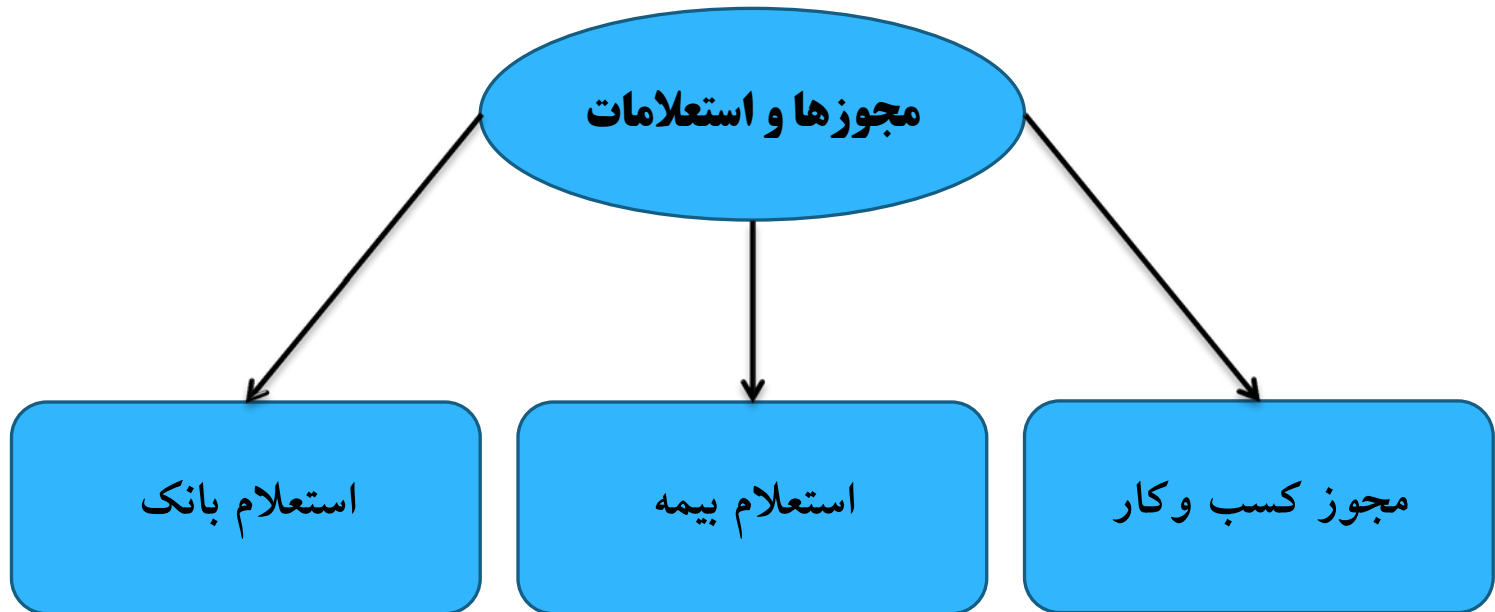 مجوزها و استعلامات
مجوز کسب وکار
استعلام بیمه
استعلام بانک